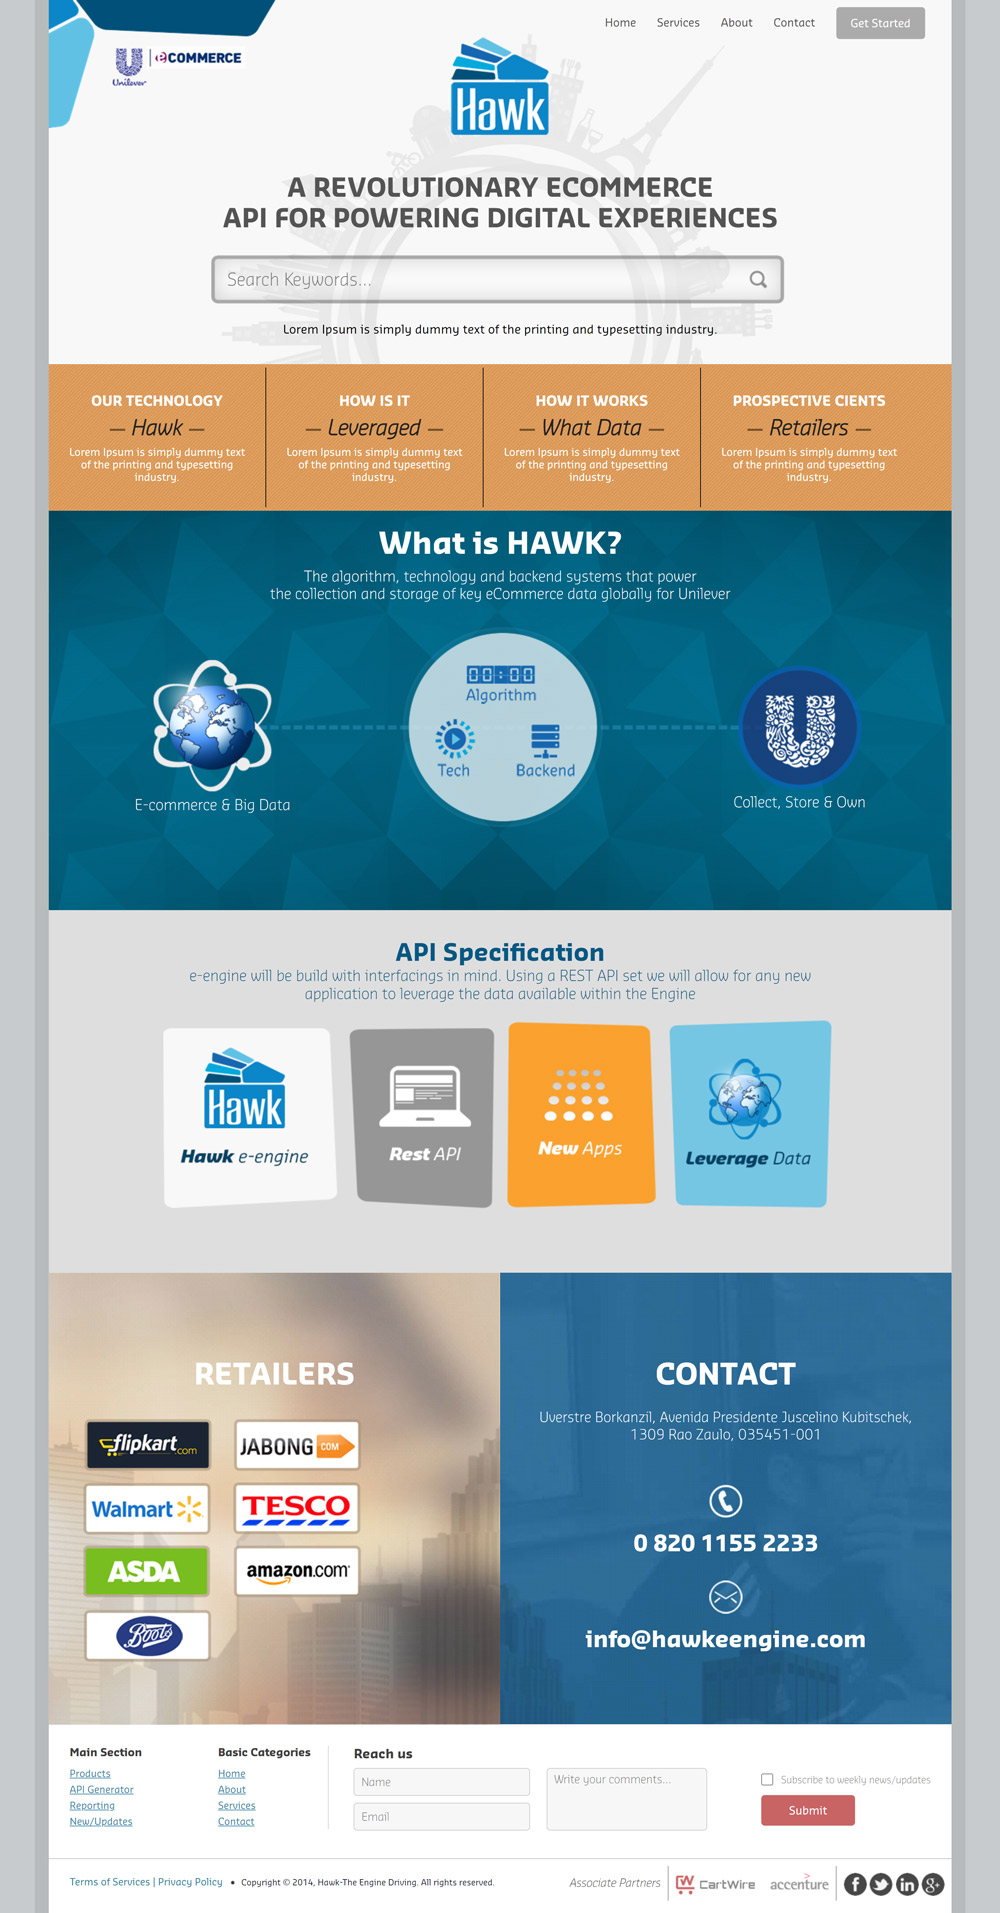 Home Services About Contact Get Started
Unilever eCOMMERCE
Hawk
A REVOLUTIONARY ECOMMERCE
API FOR POWERING DIGITAL EXPERIENCES
Search Keywords...
Lorem Ipsum is simply dummy text of the printing and typesetting industry.
OUR TECHNOLOGY
— Hawk —
Lorem Ipsum is simply dummy text
of the printing and typesetting
industry.
HOW IS IT
— Leveraged —
Lorem Ipsum is simply dummy text
of the printing and typesetting
industry.
HOW IT WORKS
— What Data —
Lorem Ipsum is simply dummy text
of the printing and typesetting
industry.
PROSPECTIVE CIENTS
— Retailers —
Lorem Ipsum is simply dummy text
of the printing and typesetting
industry.
What is HAWK?
The algorithm, technology and backend systems that power
the collection and storage of key eCommerce data globally for Unilever
00:00
Algorithm
Tech Backend
E-commerce & Big Data
U
Collect, Store & Own
API Specification
e-engine will be build with interfacings in mind. Using a REST API set we will allow for any new
application to leverage the data available within the Engine
Hawk
Hawk e-engine
Rest API
New Apps
Leverage Data
RETAILERS
flipkart.com JABONG.COM
Walmart TESCO
ASDA amazon.com
Boots
CONTACT
Uverstre Borkanzil, Avenida Presidente Juscelino Kubitschek,
1309 Rao Zaulo, 035451-001
0 820 1155 2233
info@hawkeengine.com
Main Section
Products
API Generator
Reporting
New/Updates
Basic Categories
Home
About
Services
Contact
Reach us
Name
Email
Write your comments...
Subscribe to weekly news/updates
Submit
Terms of Services | Privacy Policy • Copyright © 2014, Hawk-The Engine Driving. All rights reserved.
Associate Partners CartWire accenture